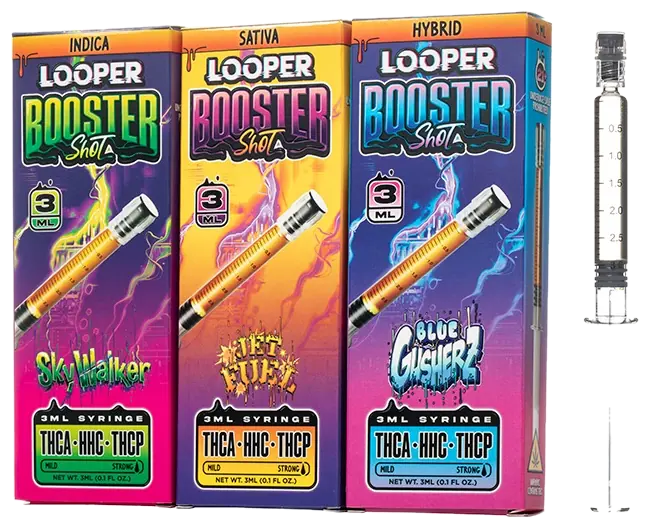 INDICA
LOOPER
BOOSTER
Shot
3
ML
SkyWalker
3ML SYRINGE
THCA·HHC·THCP
MILD STRONG
NET WT. 3ML (0.1 FL OZ.)
SATIVA
LOOPER
BOOSTER
Shot
3
ML
JET
FUEL
3ML SYRINGE
THCA·HHC·THCP
MILD STRONG
NET WT. 3ML (0.1 FL OZ.)
HYBRID
LOOPER
BOOSTER
Shot
3
ML
BLUE
GUSHERZ
3ML SYRINGE
THCA·HHC·THCP
MILD STRONG
NET WT. 3ML (0.1 FL OZ.)
3 ML
0.5
1.0
1.5
2.0
2.5